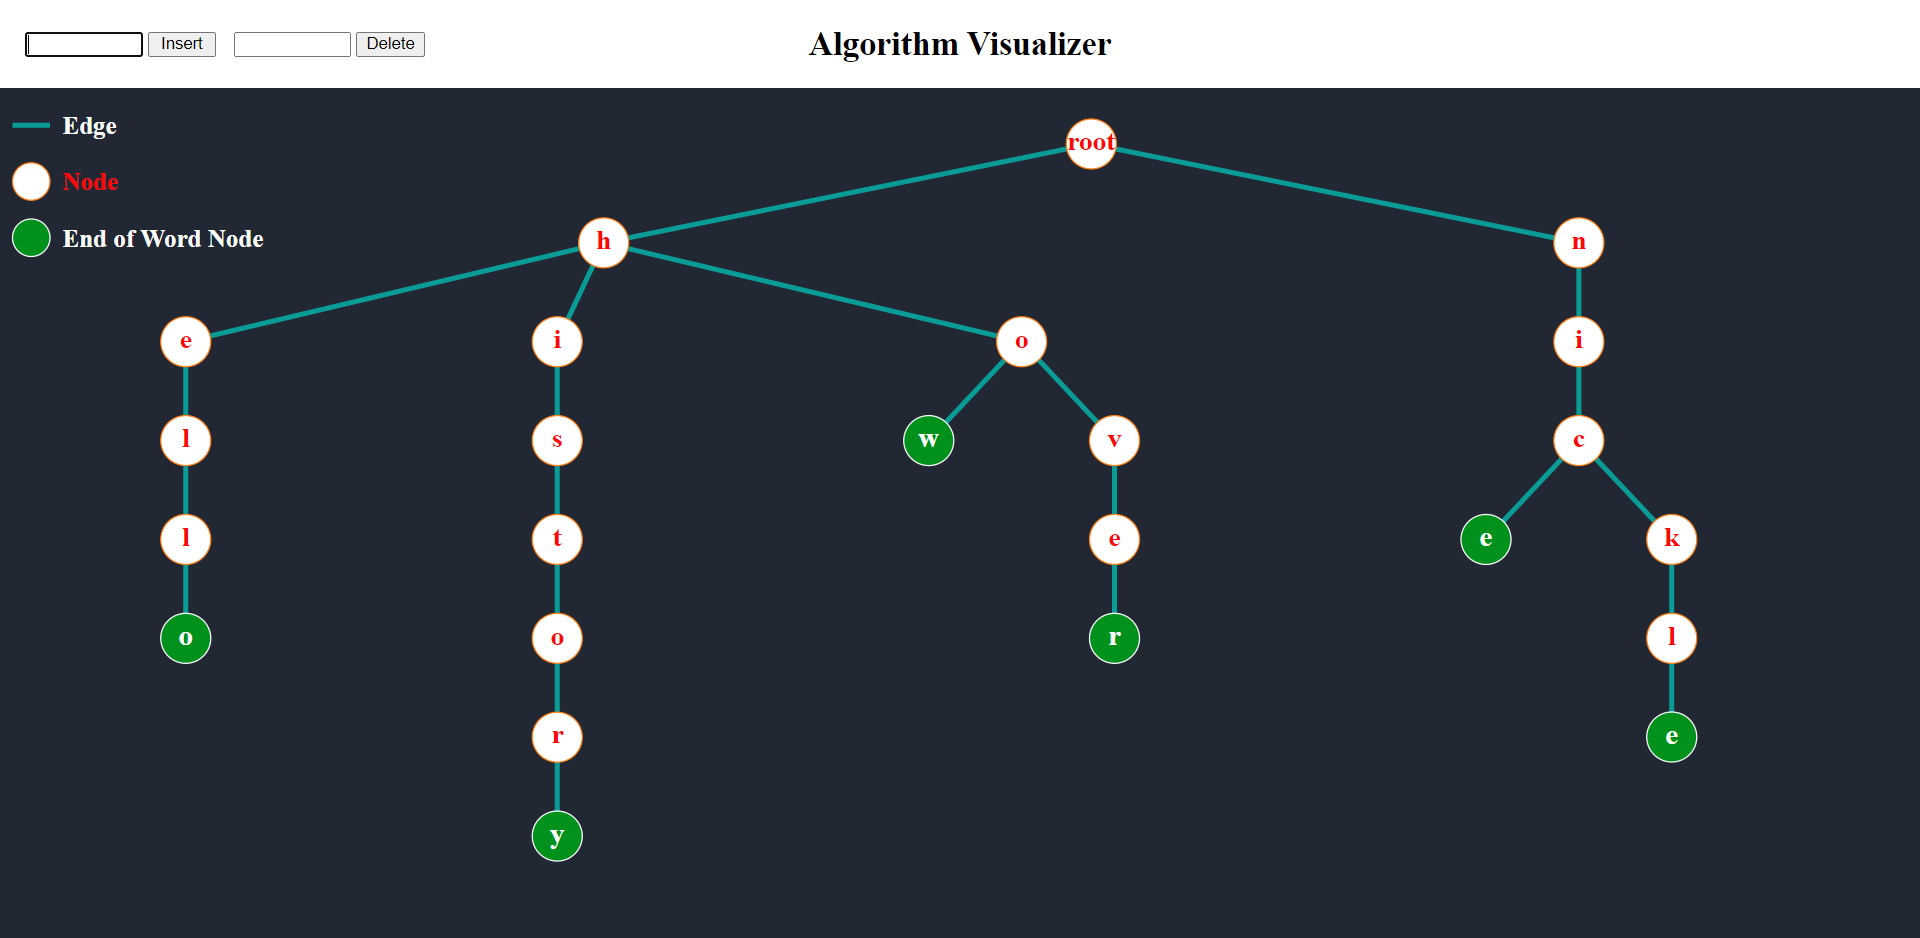 Insert Delete Algorithm Visualizer
Edge
root
Node
h n
End of Word Node
e i o i
l s w v c
l t e e k
o o r l
r e
y